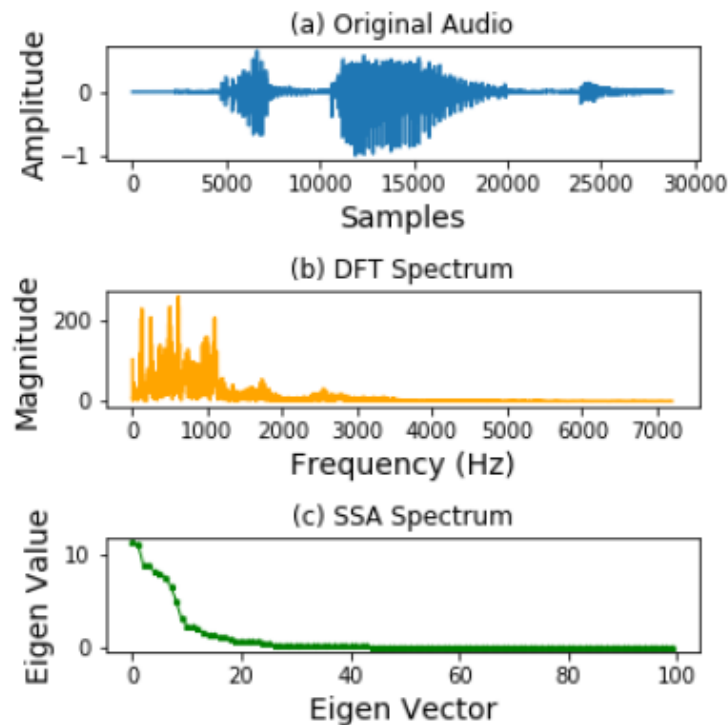 (a) Original Audio
Amplitude
0
−1
0 5000 10000 15000 20000 25000 30000
Samples
(b) DFT Spectrum
Magnitude
200
0
0 1000 2000 3000 4000 5000 6000 7000
Frequency (Hz)
(c) SSA Spectrum
Eigen Value
10
0
0 20 40 60 80 100
Eigen Vector